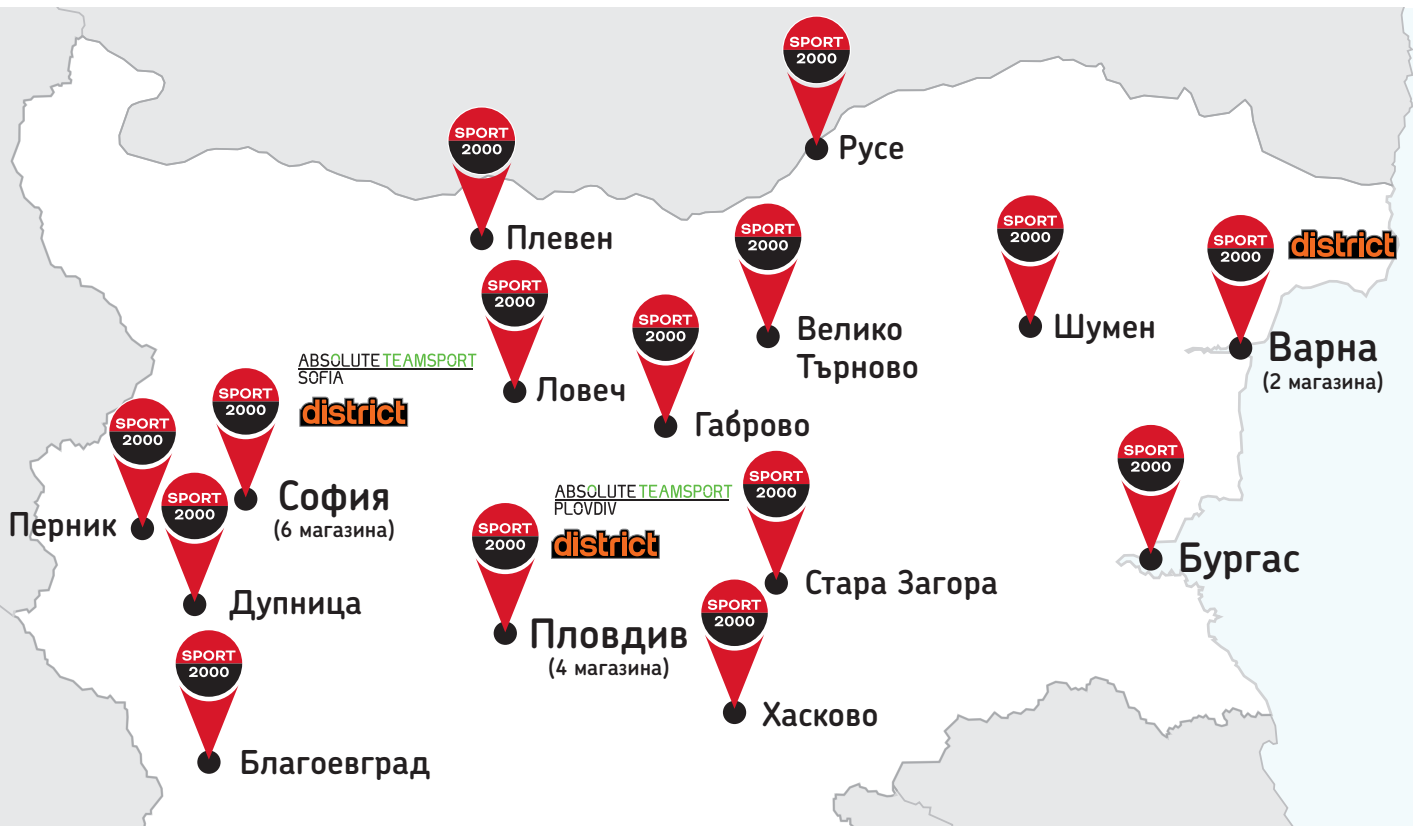 SPORT
2000
Русе
SPORT
2000
Плевен
SPORT
2000
Велико
Търново
SPORT
2000
Шумен
SPORT
2000
district
Варна
(2 магазина)
SPORT
2000
Ловеч
SPORT
2000
Габрово
ABSOLUTE TEAMSPORT
SOFIA
district
SPORT
2000
София
(6 магазина)
SPORT
2000
Перник
SPORT
2000
Дупница
SPORT
2000
Благоевград
ABSOLUTE TEAMSPORT
PLOVDIV
district
SPORT
2000
Пловдив
(4 магазина)
SPORT
2000
Стара Загора
SPORT
2000
Хасково
SPORT
2000
Бургас